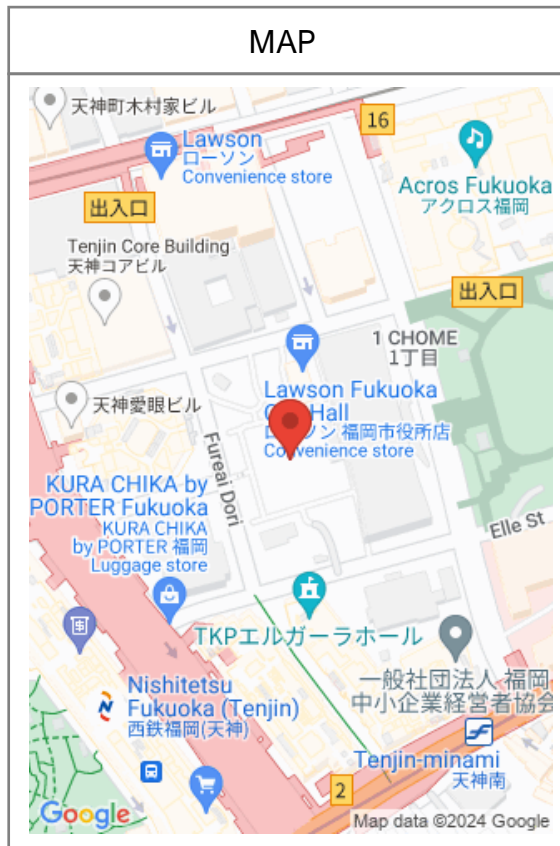 MAP
天神町木村家ビル
16
Lawson
ローソン
Convenience store
Acros Fukuoka
アクロス福岡
出入口
Tenjin Core Building
天神コアビル
出入口
1 CHOME
1丁目
Lawson Fukuoka
Hall
ン 福岡市役所店
Convenience store
天神愛眼ビル
Fureai Dori
KURA CHIKA by
PORTER Fukuoka
KURA CHIKA
by PORTER 福岡
Luggage store
Elle St
TKPエルガーラホール
一般社団法人 福岡
中小企業経営者協会
Nishitetsu
Fukuoka (Tenjin)
西鉄福岡(天神)
Tenjin-minami
天神南
2
Google
Map data ©2024 Google